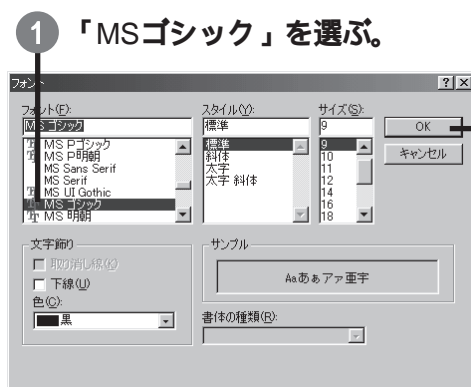 1 「MSゴシック」を選ぶ。
フォント
? ×
フォント(F):
MS ゴシック
MS Pゴシック
MS P明朝
MS Sans Serif
MS Serif
MS UI Gothic
MS ゴシック
MS 明朝
スタイル(Y):
標準
標準
斜体
太字
太字 斜体
サイズ(S):
9
9
10
11
12
14
16
18
OK
キャンセル
文字飾り
取り消し線(K)
下線(U)
色(C):
黒
サンプル
Aaあぁアァ亜宇
書体の種類(R):